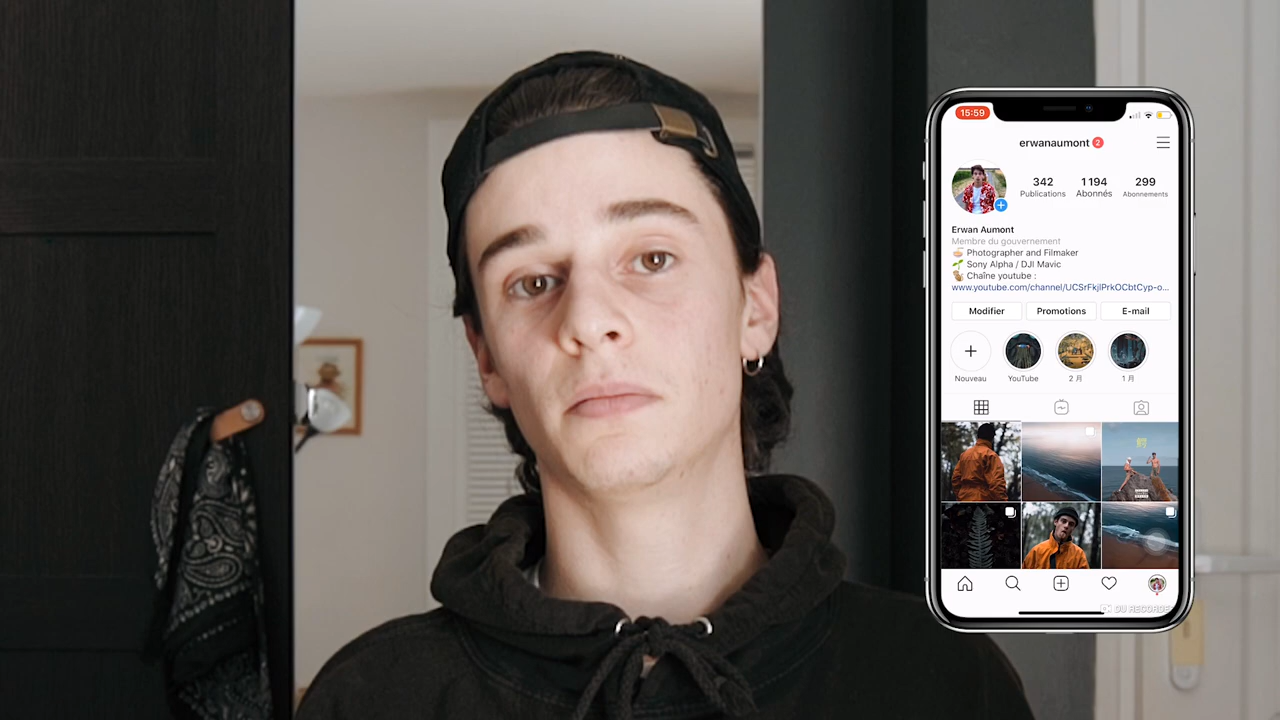 15:59
erwanaumont 2
342 1 194 299
Publications Abonnés Abonnements
Erwan Aumont
Membre du gouvernement
Photographer and Filmaker
Sony Alpha / DJI Mavic
Chaîne youtube :
www.youtube.com/channel/UCSrFkjlPrkOCbtCyp-o...
Modifier Promotions E-mail
Nouveau YouTube 2 月 1 月
DU RECORDER